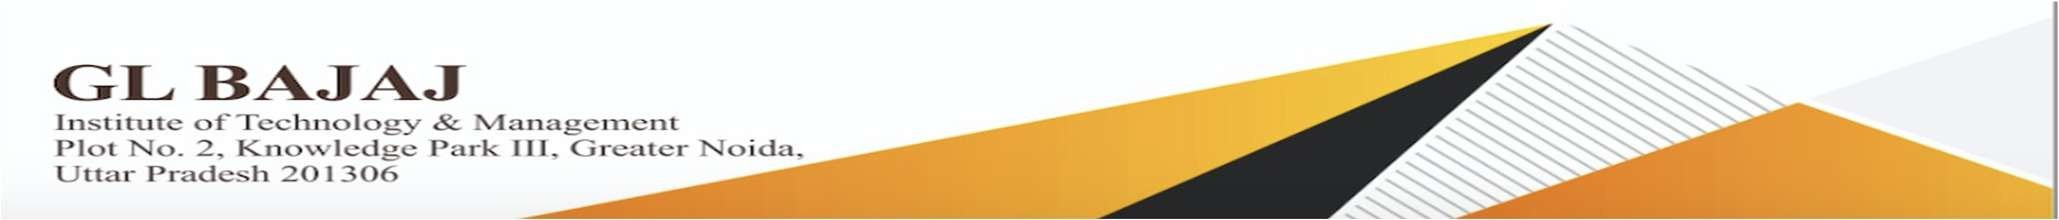 GL BAJAJ
Institute of Technology & Management
Plot No. 2, Knowledge Park III, Greater Noida,
Uttar Pradesh 201306